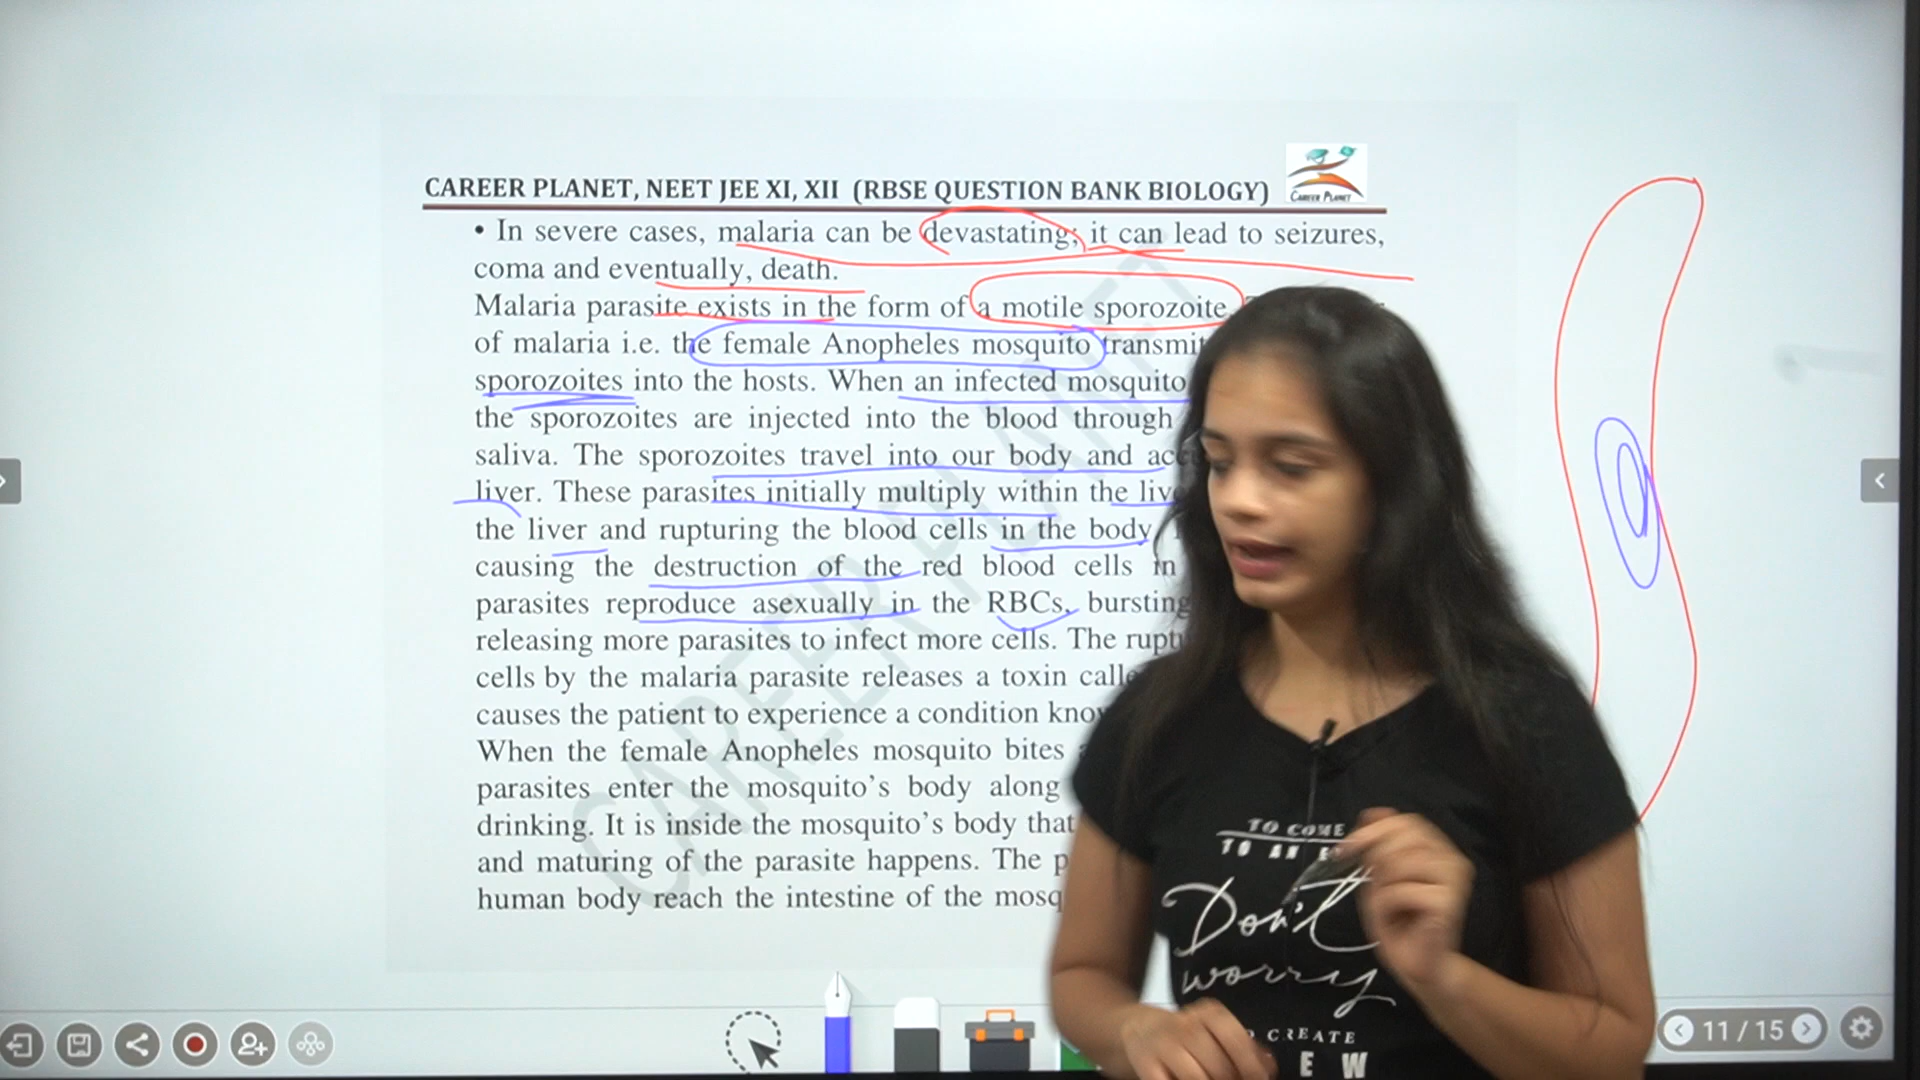 CAREER PLANET, NEET JEE XI, XII (RBSE QUESTION BANK BIOLOGY)
CAREER PLANET
• In severe cases, malaria can be devastating; it can lead to seizures,
coma and eventually, death.
Malaria parasite exists in the form of a motile sporozoite.
of malaria i.e. the female Anopheles mosquito transmit
sporozoites into the hosts. When an infected mosquito
the sporozoites are injected into the blood through
saliva. The sporozoites travel into our body and
liver. These parasites initially multiply within the
the liver and rupturing the blood cells in the body
causing the destruction of the red blood cells in
parasites reproduce asexually in the RBCs, bursting
releasing more parasites to infect more cells. The
cells by the malaria parasite releases a toxin
causes the patient to experience a condition
When the female Anopheles mosquito bites
parasites enter the mosquito's body along
drinking. It is inside the mosquito's body that
and maturing of the parasite happens. The
human body reach the intestine of the
CAREER PLANET
TO COME
TO AN
Don't
worry
CREATE
EW
11 / 15